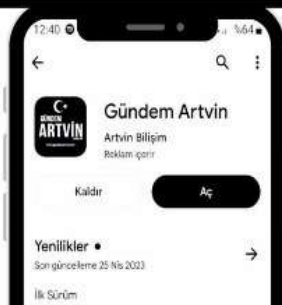 12:40
%64
Gündem Artvin
GÜNDEM
ARTVİN
Artvin Bilişim
Reklam içerir
Kaldır
Aç
Yenilikler •
Son güncelleme 25 Nis 2023
İlk Sürüm